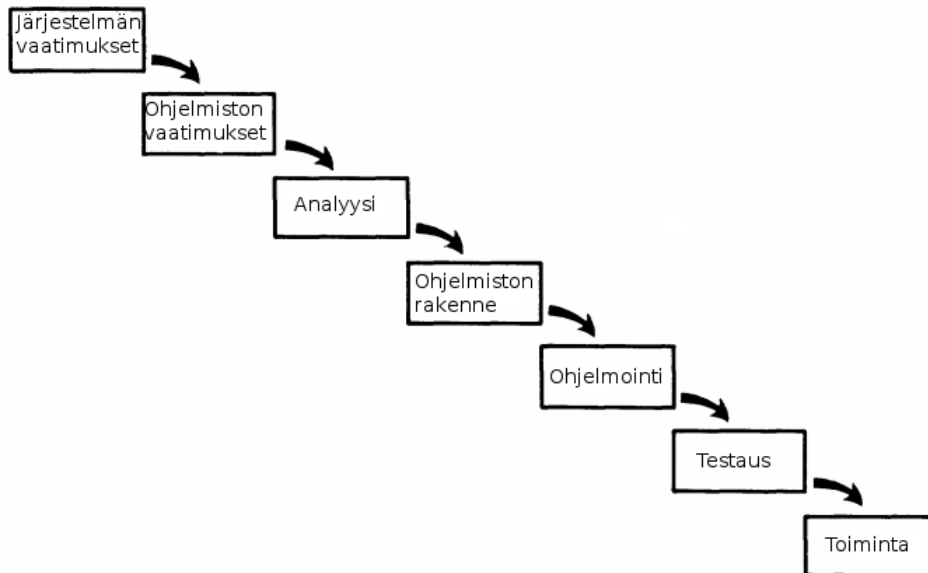 Järjestelmän
vaatimukset
Ohjelmiston
vaatimukset
Analyysi
Ohjelmiston
rakenne
Ohjelmointi
Testaus
Toiminta